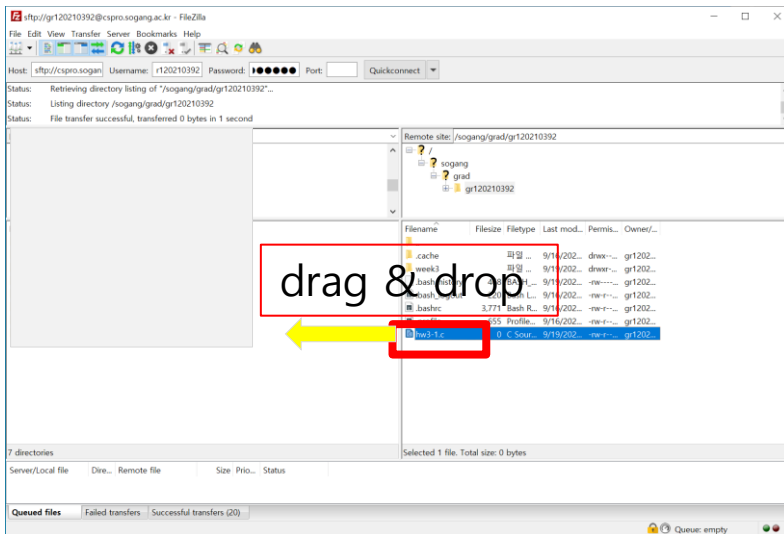 sftp://gr120210392@cspro.sogang.ac.kr - FileZilla
File Edit View Transfer Server Bookmarks Help
Host: sftp://cspro.sogan Username: r120210392 Password: ●●●●● Port: Quickconnect
Status: Retrieving directory listing of "/sogang/grad/gr120210392"...
Status: Listing directory /sogang/grad/gr120210392
Status: File transfer successful, transferred 0 bytes in 1 second
Remote site: /sogang/grad/gr120210392
/
sogang
grad
gr120210392
Filename Filesize Filetype Last mod... Permis... Owner/...
.cache 파일 ... 9/16/202... drwx--... gr1202...
week3 파일 ... 9/19/202... drwxr-... gr1202...
.bash_history BASH_... 9/19/202... -rw----... gr1202...
.bash_logout 220 Bash L... 9/16/202... -rw-r--... gr1202...
.bashrc 3,771 Bash R... 9/16/202... -rw-r--... gr1202...
655 Profile... 9/16/202... -rw-r--... gr1202...
hw3-1.c 0 C Sour... 9/19/202... -rw-r--... gr1202...
drag & drop
7 directories
Selected 1 file. Total size: 0 bytes
Server/Local file Dire... Remote file Size Prio... Status
Queued files Failed transfers Successful transfers (20)
Queue: empty